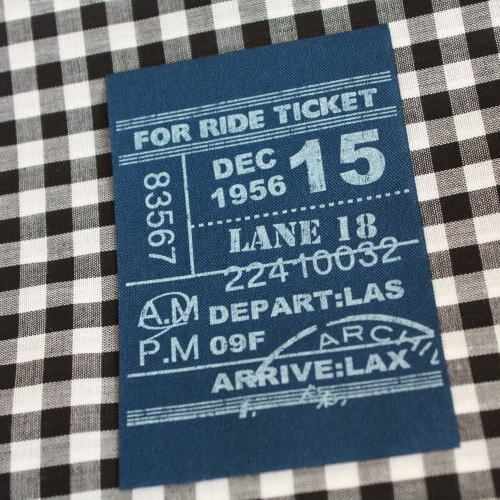 FOR RIDE TICKET
83567
DEC 15
1956
LANE 18
22410032
A.M DEPART:LAS
P.M 09F
ARCHI
ARRIVE:LAX